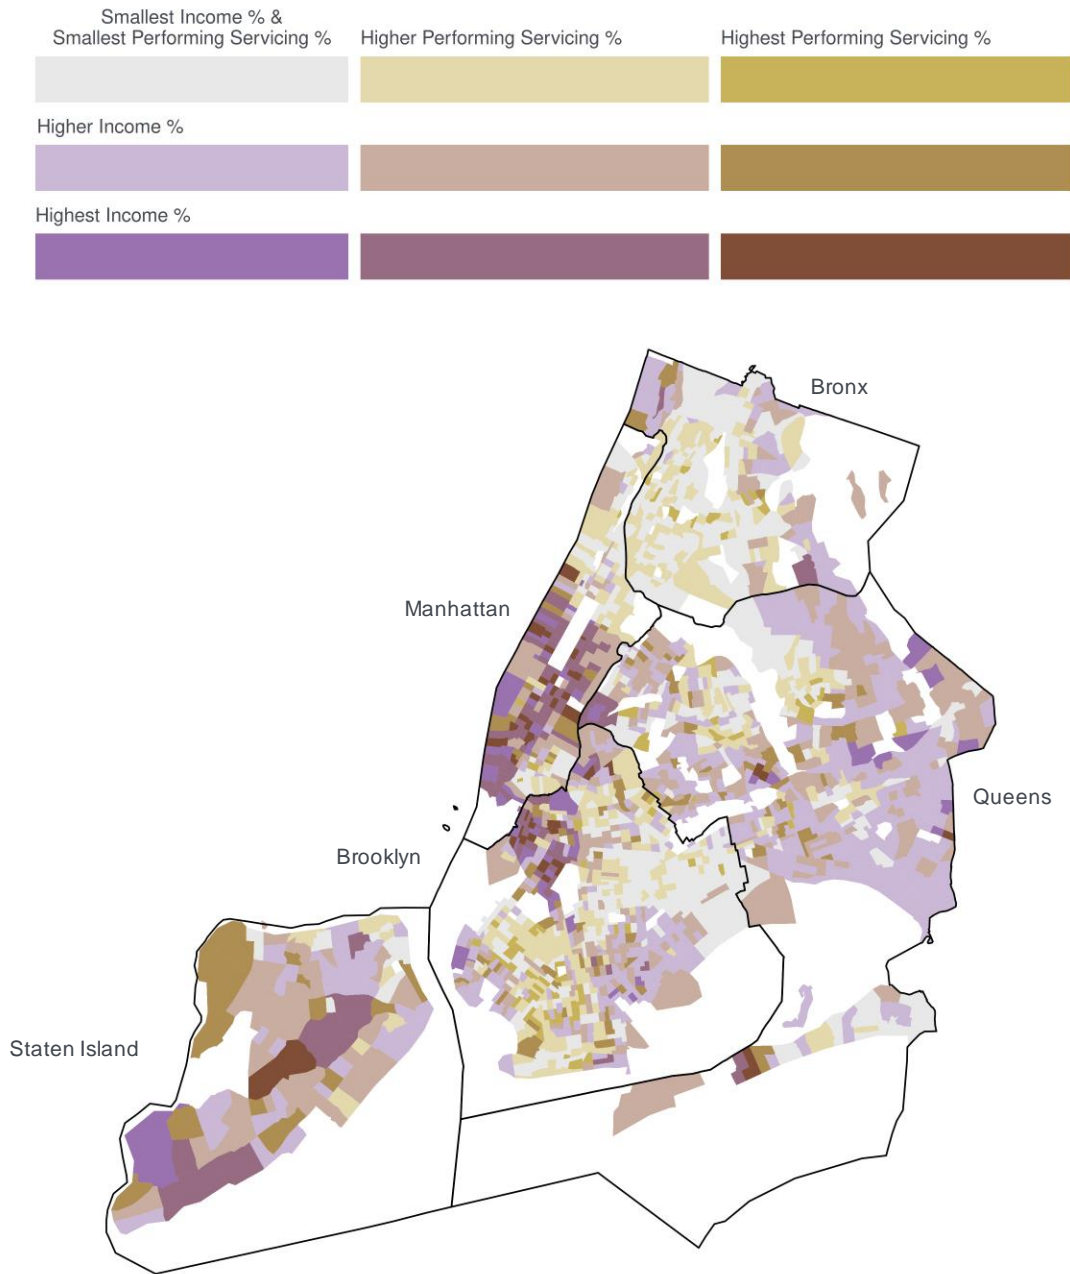 Smallest Income % &
Smallest Performing Servicing %
Higher Performing Servicing %
Highest Performing Servicing %
Higher Income %
Highest Income %
Bronx
Manhattan
Queens
Brooklyn
Staten Island